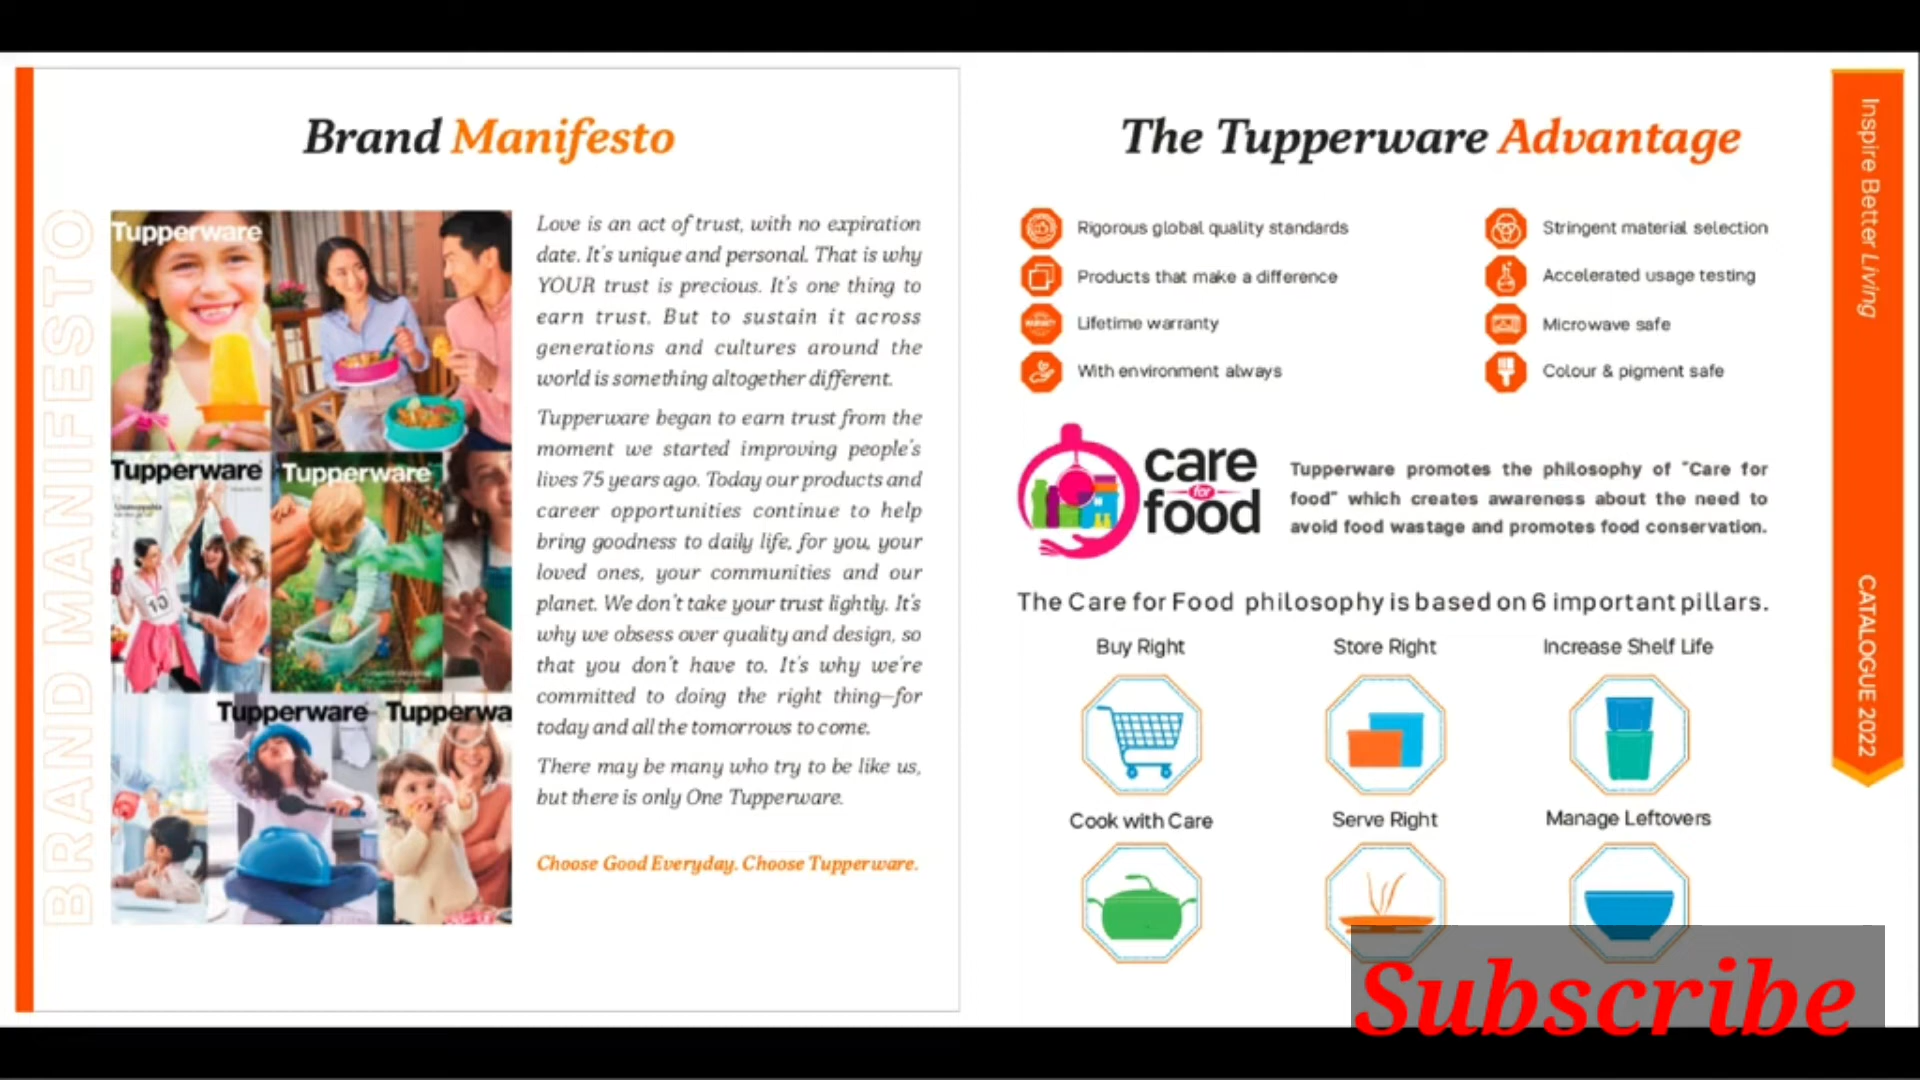 Brand Manifesto
BRAND MANIFESTO
Tupperware
Tupperware
Tupperware
Tupperware
Tupperwa
Love is an act of trust, with no expiration
date. It's unique and personal. That is why
YOUR trust is precious. It's one thing to
earn trust. But to sustain it across
generations and cultures around the
world is something altogether different.
Tupperware began to earn trust from the
moment we started improving people's
lives 75 years ago. Today our products and
career opportunities continue to help
bring goodness to daily life, for you, your
loved ones, your communities and our
planet. We don't take your trust lightly. It's
why we obsess over quality and design, so
that you don't have to. It's why we're
committed to doing the right thing—for
today and all the tomorrows to come.
There may be many who try to be like us,
but there is only One Tupperware.
Choose Good Everyday. Choose Tupperware.
The Tupperware Advantage
Rigorous global quality standards
Products that make a difference
Lifetime warranty
With environment always
Stringent material selection
Accelerated usage testing
Microwave safe
Colour & pigment safe
care
for
food
Tupperware promotes the philosophy of "Care for
food" which creates awareness about the need to
avoid food wastage and promotes food conservation.
The Care for Food philosophy is based on 6 important pillars.
Buy Right
Store Right
Increase Shelf Life
Cook with Care
Serve Right
Manage Leftovers
Inspire Better Living
CATALOGUE 2022
Subscribe